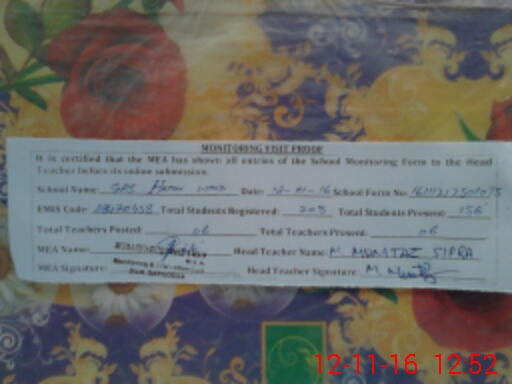 MONITORING VISIT PROOF
It is certified that the MEA has shown all entries of the School Monitoring Form to the Head
Teacher before its online submission.
School Name: GPS Date: 12-11-16 School Form No:
EMIS Code: Total Students Registered: 205 Total Students Present: 156
Total Teachers Posted: 06 Total Teachers Present: 06
MEA Name: Head Teacher Name: M. MUMTAZ SIPRA
MEA Signature: Head Teacher Signature: M. Mumtaz
12-11-16 12:52